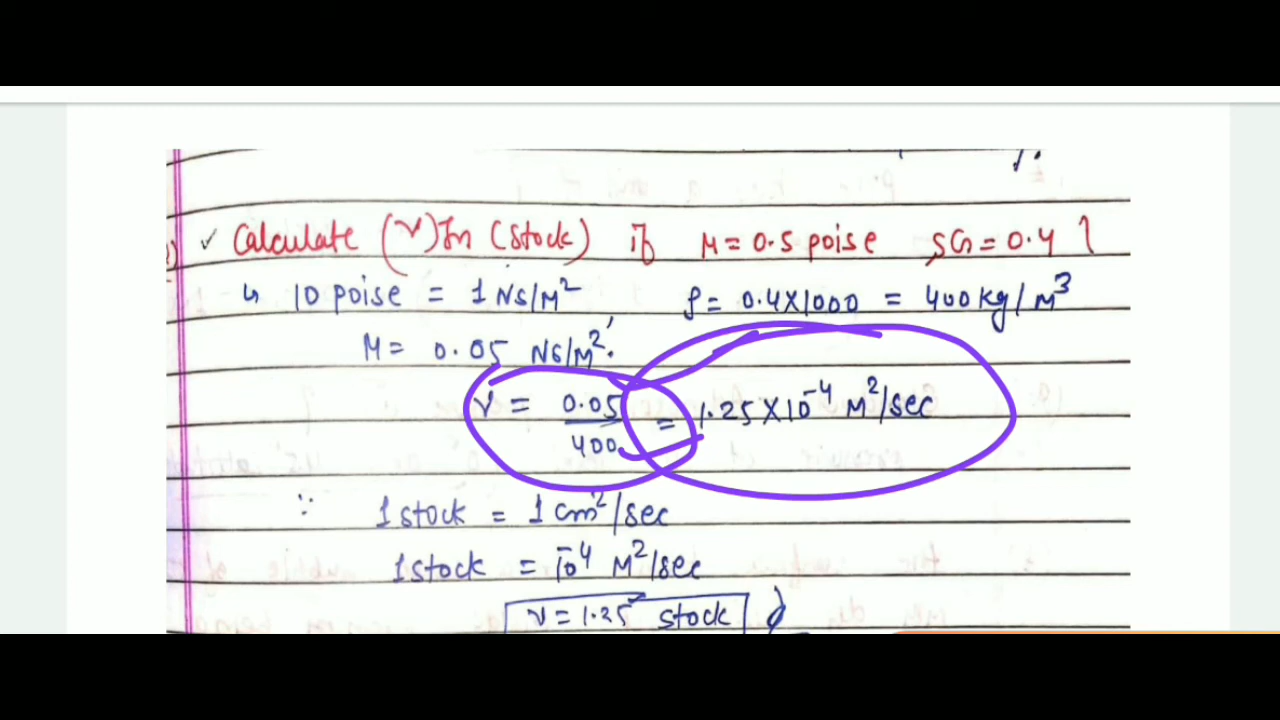 ✓ Calculate (ν) In (stock) if M = 0.5 poise SG = 0.4 ?
↳ 10 poise = 1 NS/M² ρ = 0.4X1000 = 400 kg/M³
M = 0.05 NS/M².
ν = 0.05/400 = 1.25 X 10⁻⁴ M²/sec
∵ 1 stock = 1 cm²/sec
1 stock = 10⁻⁴ M²/sec
ν = 1.25 stock